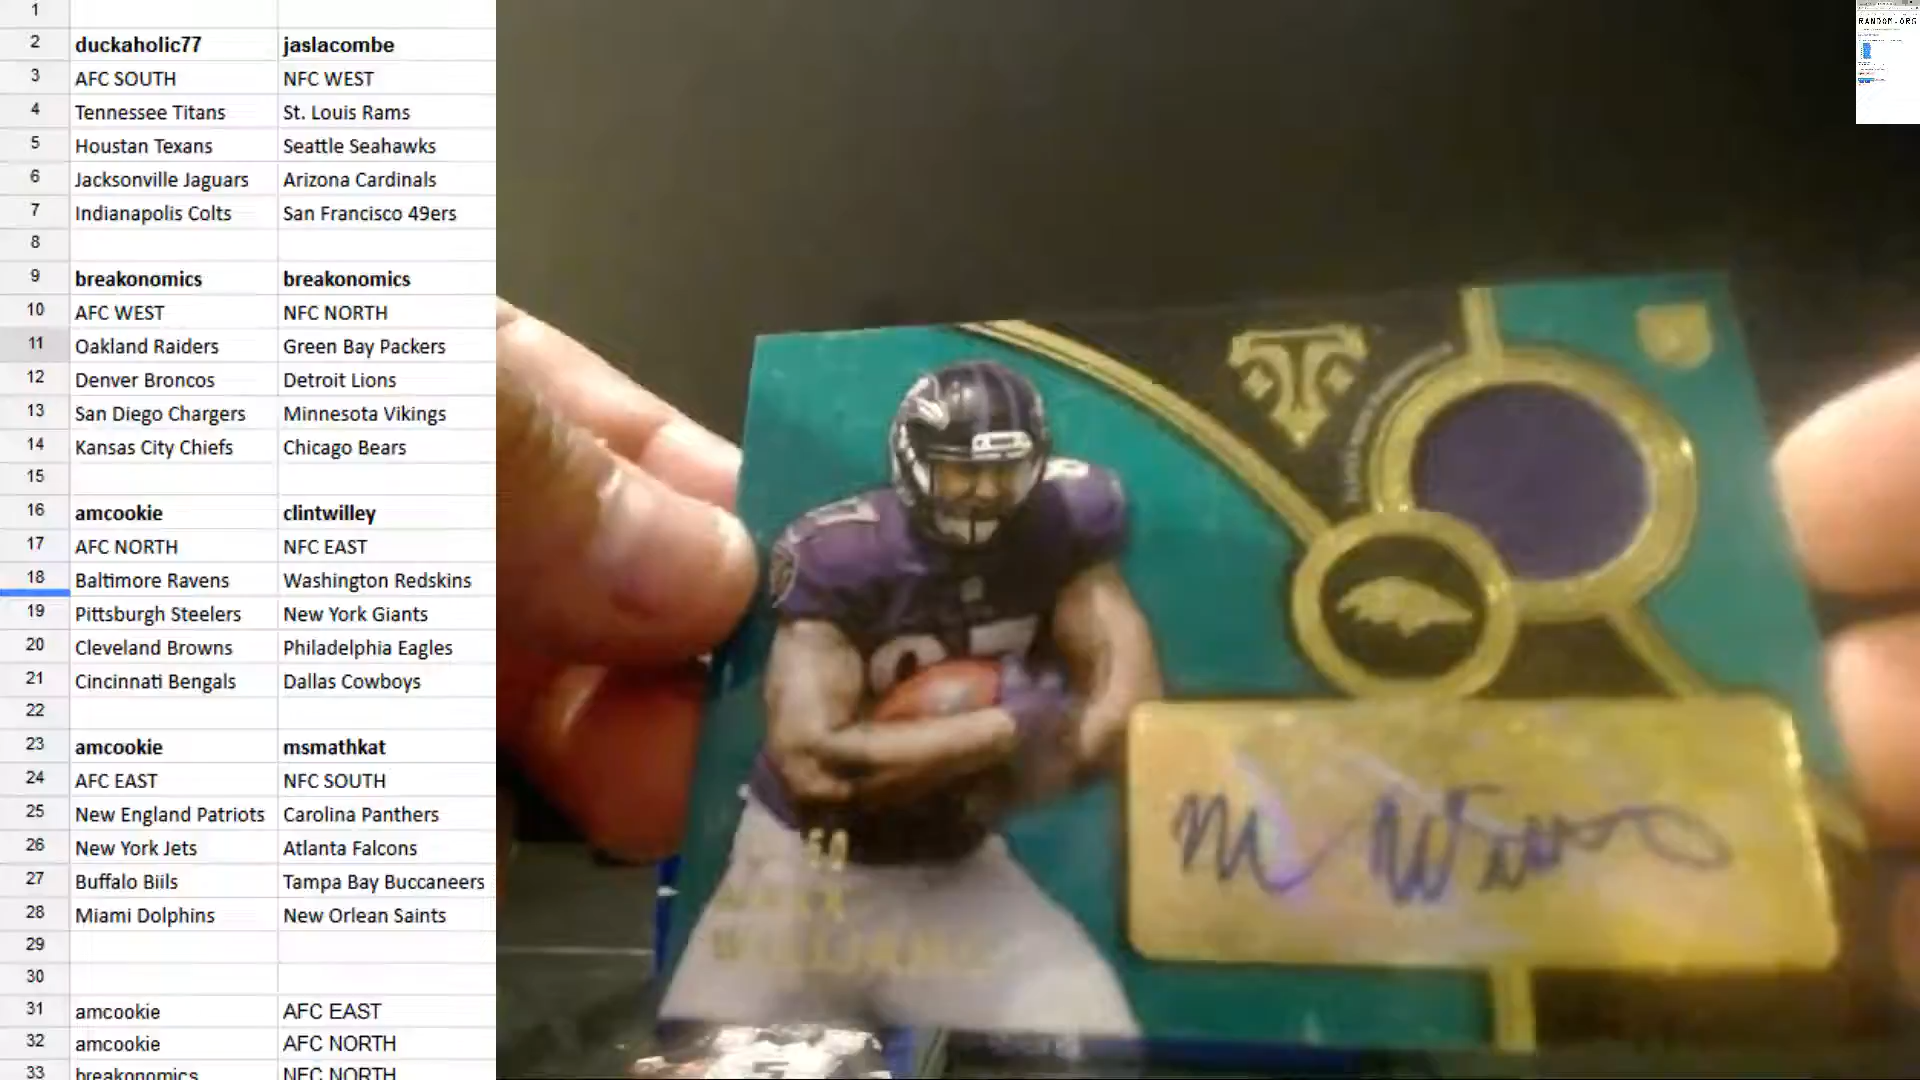 1
2 duckaholic77 jaslacombe
3 AFC SOUTH NFC WEST
4 Tennessee Titans St. Louis Rams
5 Houstan Texans Seattle Seahawks
6 Jacksonville Jaguars Arizona Cardinals
7 Indianapolis Colts San Francisco 49ers
8
9 breakonomics breakonomics
10 AFC WEST NFC NORTH
11 Oakland Raiders Green Bay Packers
12 Denver Broncos Detroit Lions
13 San Diego Chargers Minnesota Vikings
14 Kansas City Chiefs Chicago Bears
15
16 amcookie clintwilley
17 AFC NORTH NFC EAST
18 Baltimore Ravens Washington Redskins
19 Pittsburgh Steelers New York Giants
20 Cleveland Browns Philadelphia Eagles
21 Cincinnati Bengals Dallas Cowboys
22
23 amcookie msmathkat
24 AFC EAST NFC SOUTH
25 New England Patriots Carolina Panthers
26 New York Jets Atlanta Falcons
27 Buffalo Biils Tampa Bay Buccaneers
28 Miami Dolphins New Orlean Saints
29
30
31 amcookie AFC EAST
32 amcookie AFC NORTH
33 breakonomics NFC NORTH
RANDOM.ORG
50
WILLIAMS